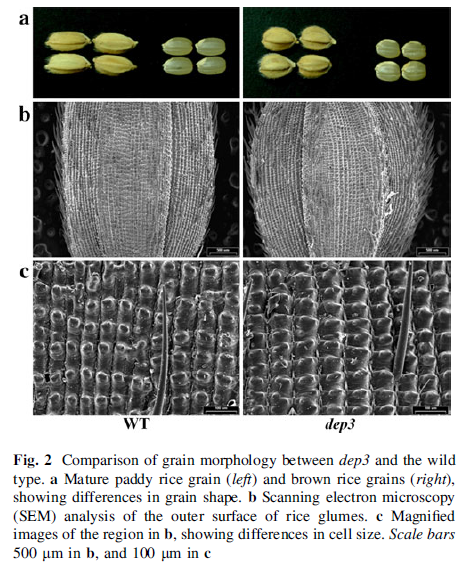 a
b
c
WT
dep3
Fig. 2 Comparison of grain morphology between dep3 and the wild
type. a Mature paddy rice grain (left) and brown rice grains (right),
showing differences in grain shape. b Scanning electron microscopy
(SEM) analysis of the outer surface of rice glumes. c Magnified
images of the region in b, showing differences in cell size. Scale bars
500 μm in b, and 100 μm in c